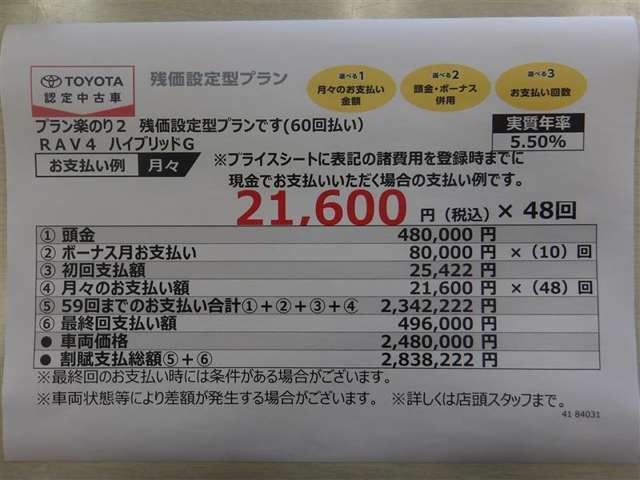 TOYOTA
認定中古車
残価設定型プラン
選べる1
月々のお支払い
金額
選べる2
頭金・ボーナス
併用
選べる3
お支払い回数
プラン楽のり2 残価設定型プランです(60回払い)
RAV4 ハイブリッドG
実質年率
5.50%
お支払い例 月々
※プライスシートに表記の諸費用を登録時までに
現金でお支払いいただく場合の支払い例です。
21,600 円 (税込) × 48回
① 頭金 480,000 円
② ボーナス月お支払い 80,000 円 ×(10)回
③ 初回支払額 25,422 円
④ 月々のお支払い額 21,600 円 ×(48)回
⑤ 59回までのお支払い合計①+②+③+④ 2,342,222 円
⑥ 最終回支払い額 496,000 円
● 車両価格 2,480,000 円
● 割賦支払総額⑤+⑥ 2,838,222 円
※最終回のお支払い時には条件がある場合がございます。
※車両状態等により差額が発生する場合がございます。 ※詳しくは店頭スタッフまで。
41 84031